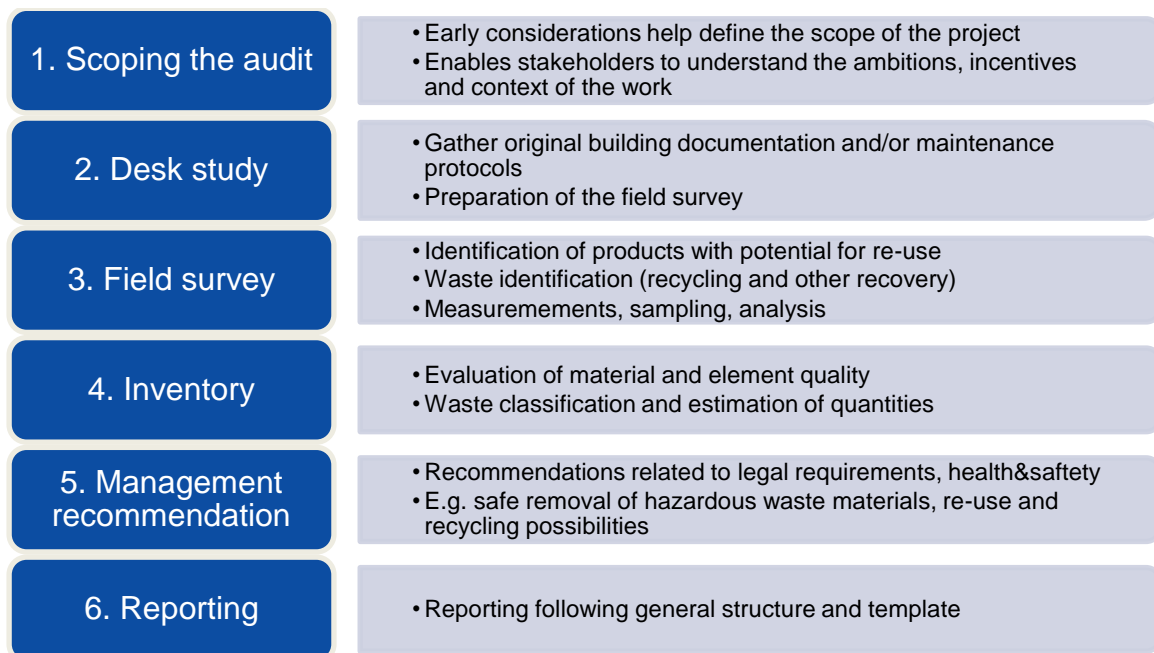 1. Scoping the audit
• Early considerations help define the scope of the project
• Enables stakeholders to understand the ambitions, incentives
and context of the work
2. Desk study
• Gather original building documentation and/or maintenance
protocols
• Preparation of the field survey
3. Field survey
• Identification of products with potential for re-use
• Waste identification (recycling and other recovery)
• Measuremements, sampling, analysis
4. Inventory
• Evaluation of material and element quality
• Waste classification and estimation of quantities
5. Management
recommendation
• Recommendations related to legal requirements, health&saftety
• E.g. safe removal of hazardous waste materials, re-use and
recycling possibilities
6. Reporting
• Reporting following general structure and template